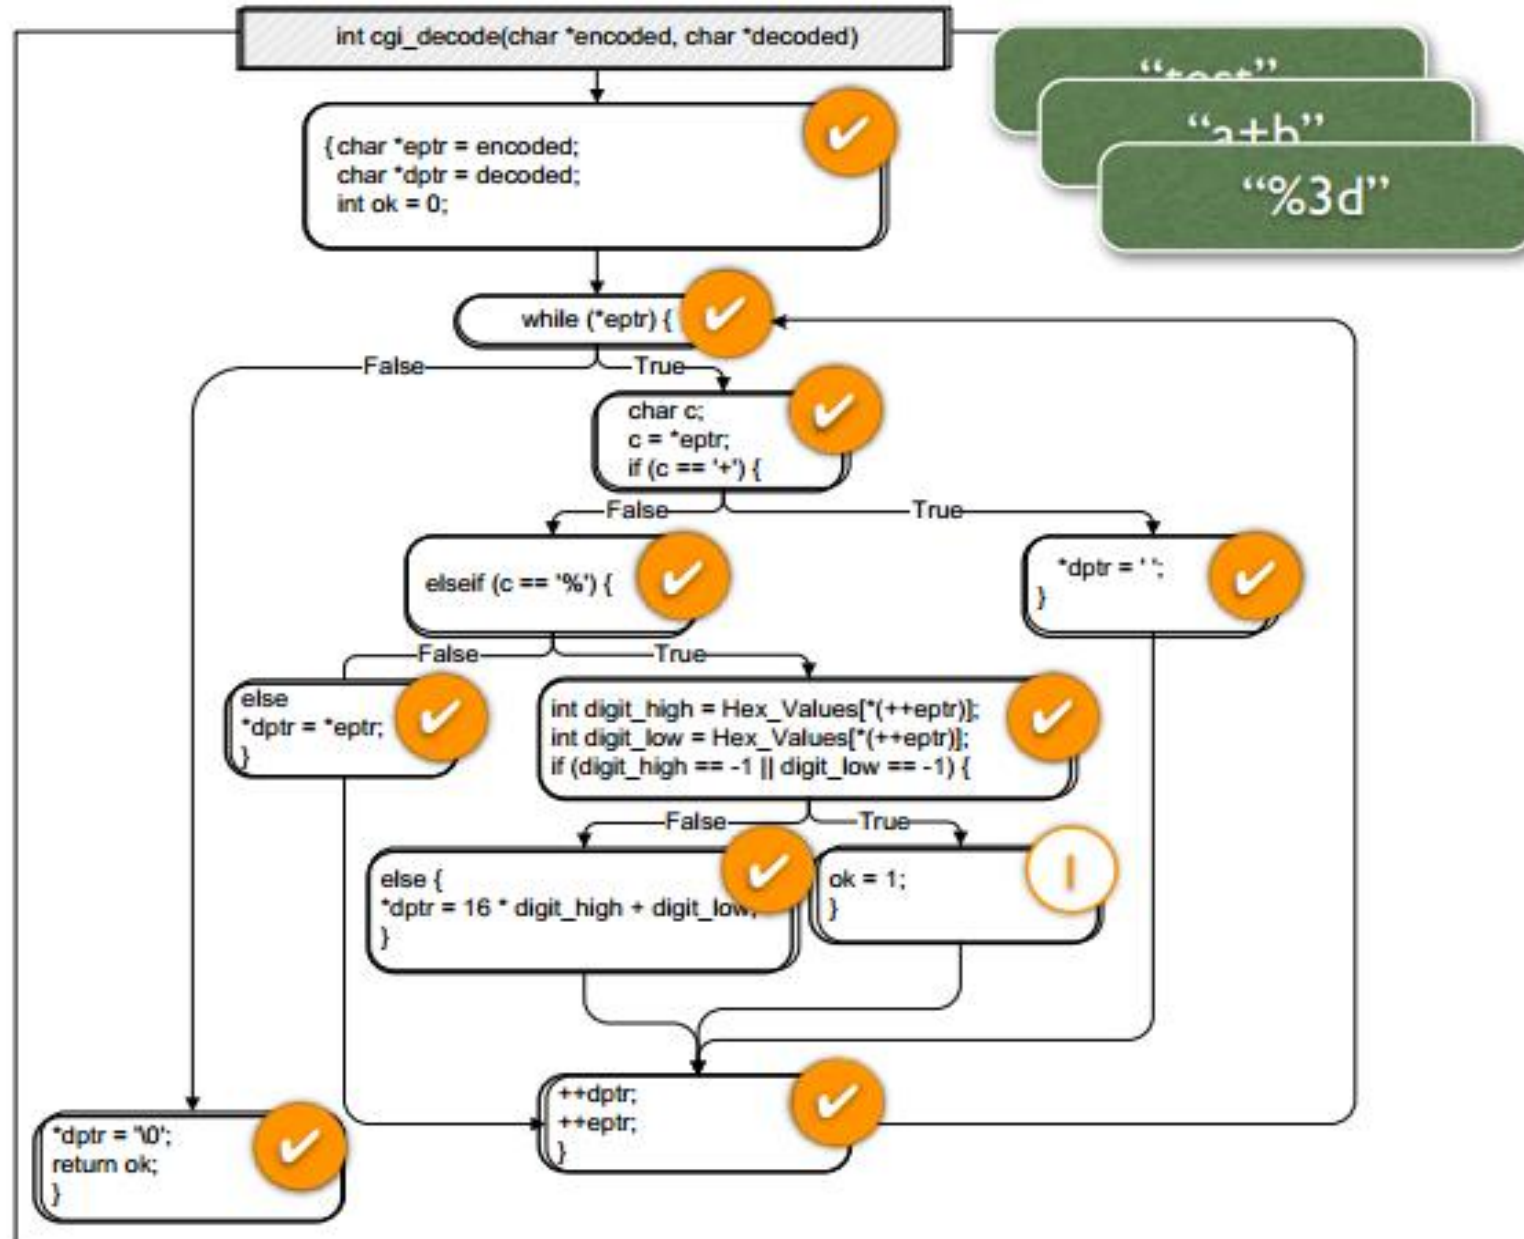 int cgi_decode(char *encoded, char *decoded)
"test"
"a+b"
"%3d"
{ char *eptr = encoded;
char *dptr = decoded;
int ok = 0;
while (*eptr) {
False
True
char c;
c = *eptr;
if (c == '+') {
False
True
elseif (c == '%') {
*dptr = ' ';
}
False
True
else
*dptr = *eptr;
}
int digit_high = Hex_Values[*(++eptr)];
int digit_low = Hex_Values[*(++eptr)];
if (digit_high == -1 || digit_low == -1) {
False
True
else {
*dptr = 16 * digit_high + digit_low;
}
ok = 1;
}
++dptr;
++eptr;
}
*dptr = '\0';
return ok;
}